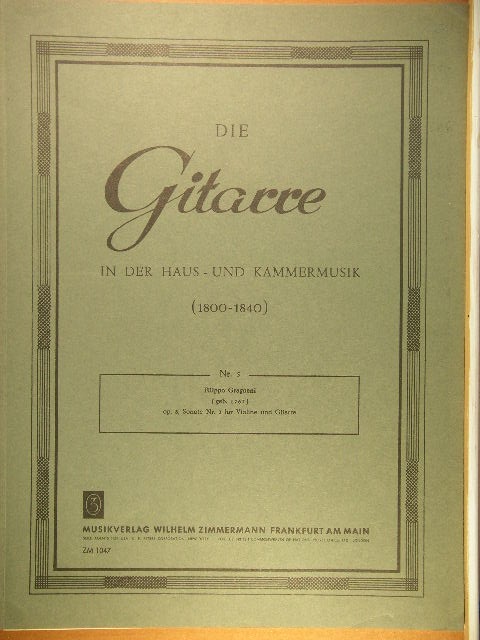 DIE
Gitarre
IN DER HAUS - UND KAMMERMUSIK
(1800-1840)
Nr. 5
Filippo Gragnani
(geb. 1767)
op. 8, Sonate Nr. 1 für Violine und Gitarre
MUSIKVERLAG WILHELM ZIMMERMANN FRANKFURT AM MAIN
ZM 1047